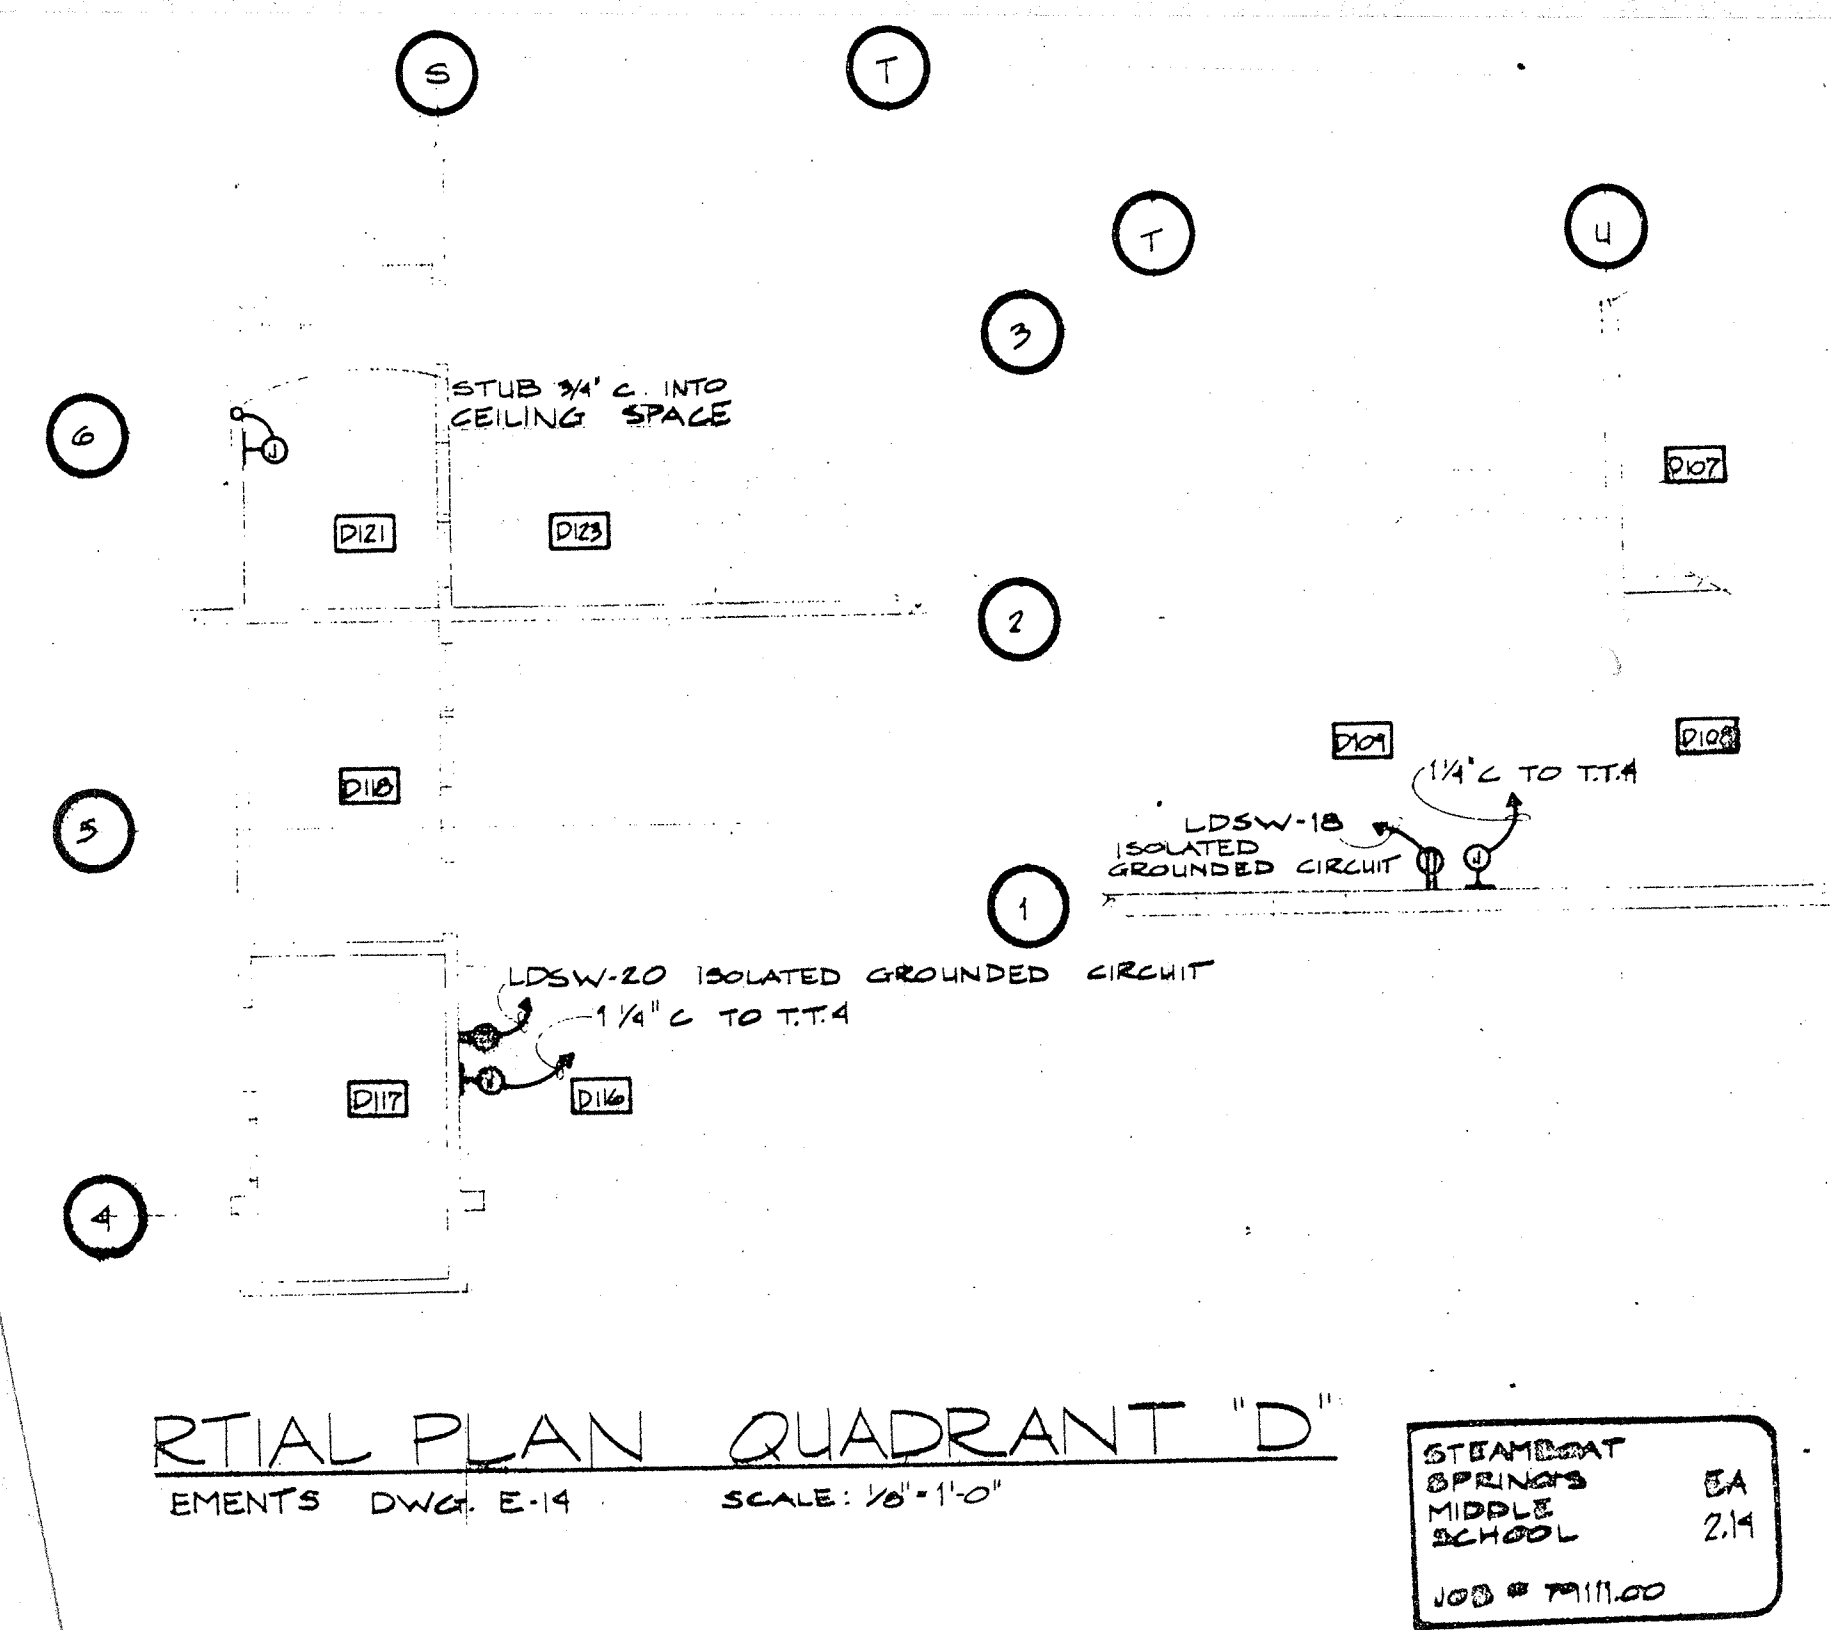 S
T
T
U
3
STUB 3/4" C. INTO
CEILING SPACE
6
J
D107
D121
D123
2
D109
D108
1 1/4" C TO T.T.4
D118
5
LDSW-18
ISOLATED
GROUNDED CIRCUIT
J
1
LDSW-20 ISOLATED GROUNDED CIRCUIT
1 1/4" C TO T.T.4
J
D117
D116
4
RTIAL PLAN QUADRANT "D"
EMENTS DWG. E-14
SCALE: 1/8" = 1'-0"
STEAMBOAT
SPRINGS EA
MIDDLE
SCHOOL 2.14
JOB # 79111.00